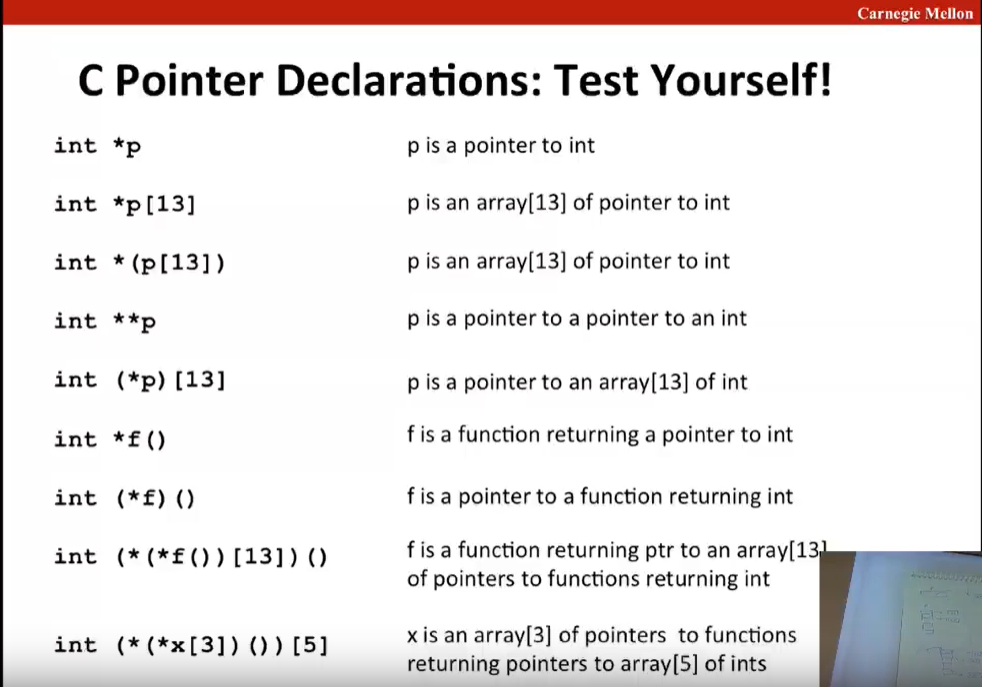 Carnegie Mellon
C Pointer Declarations: Test Yourself!
int *p p is a pointer to int
int *p[13] p is an array[13] of pointer to int
int *(p[13]) p is an array[13] of pointer to int
int **p p is a pointer to a pointer to an int
int (*p)[13] p is a pointer to an array[13] of int
int *f() f is a function returning a pointer to int
int (*f)() f is a pointer to a function returning int
int (*(*f())[13])() f is a function returning ptr to an array[13]
of pointers to functions returning int
int (*(*x[3])())[5] x is an array[3] of pointers to functions
returning pointers to array[5] of ints